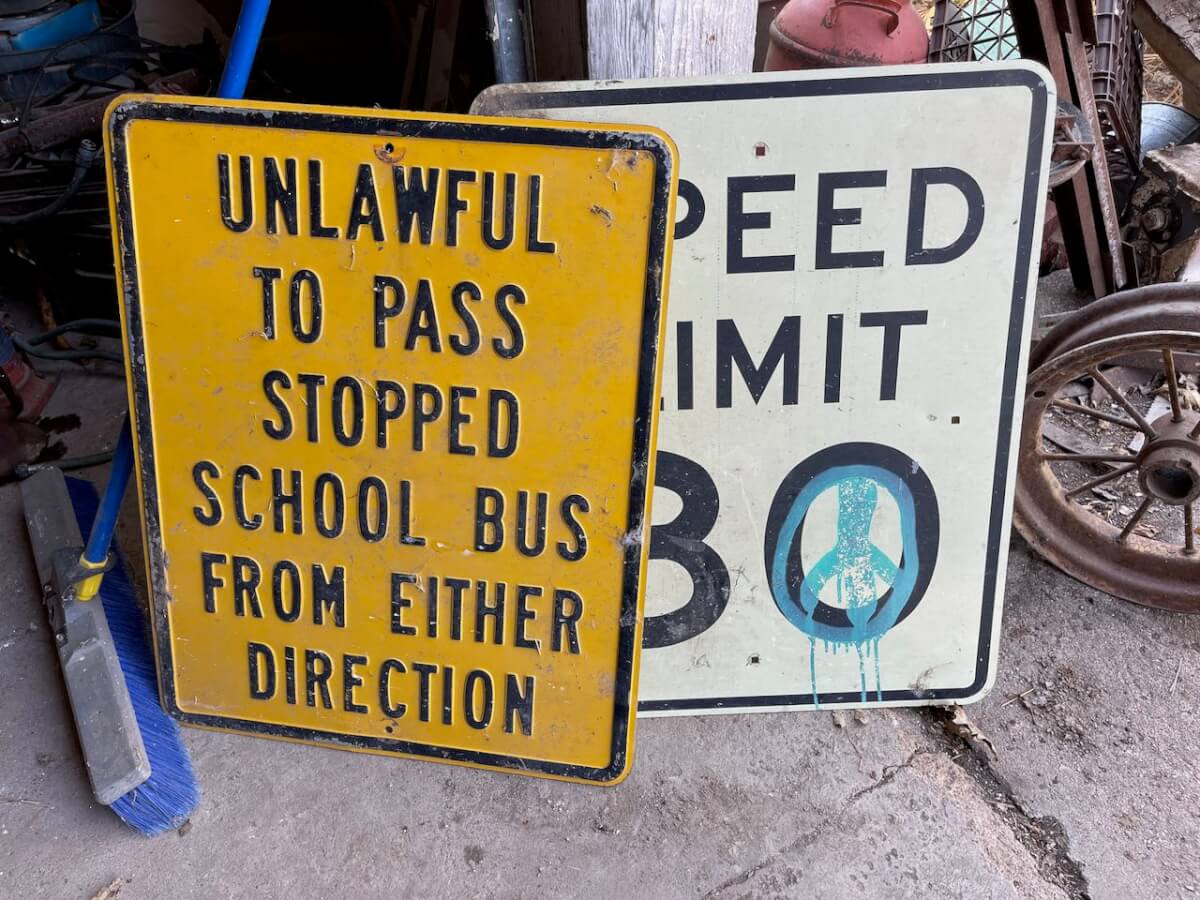 UNLAWFUL
TO PASS
STOPPED
SCHOOL BUS
FROM EITHER
DIRECTION
PEED
IMIT